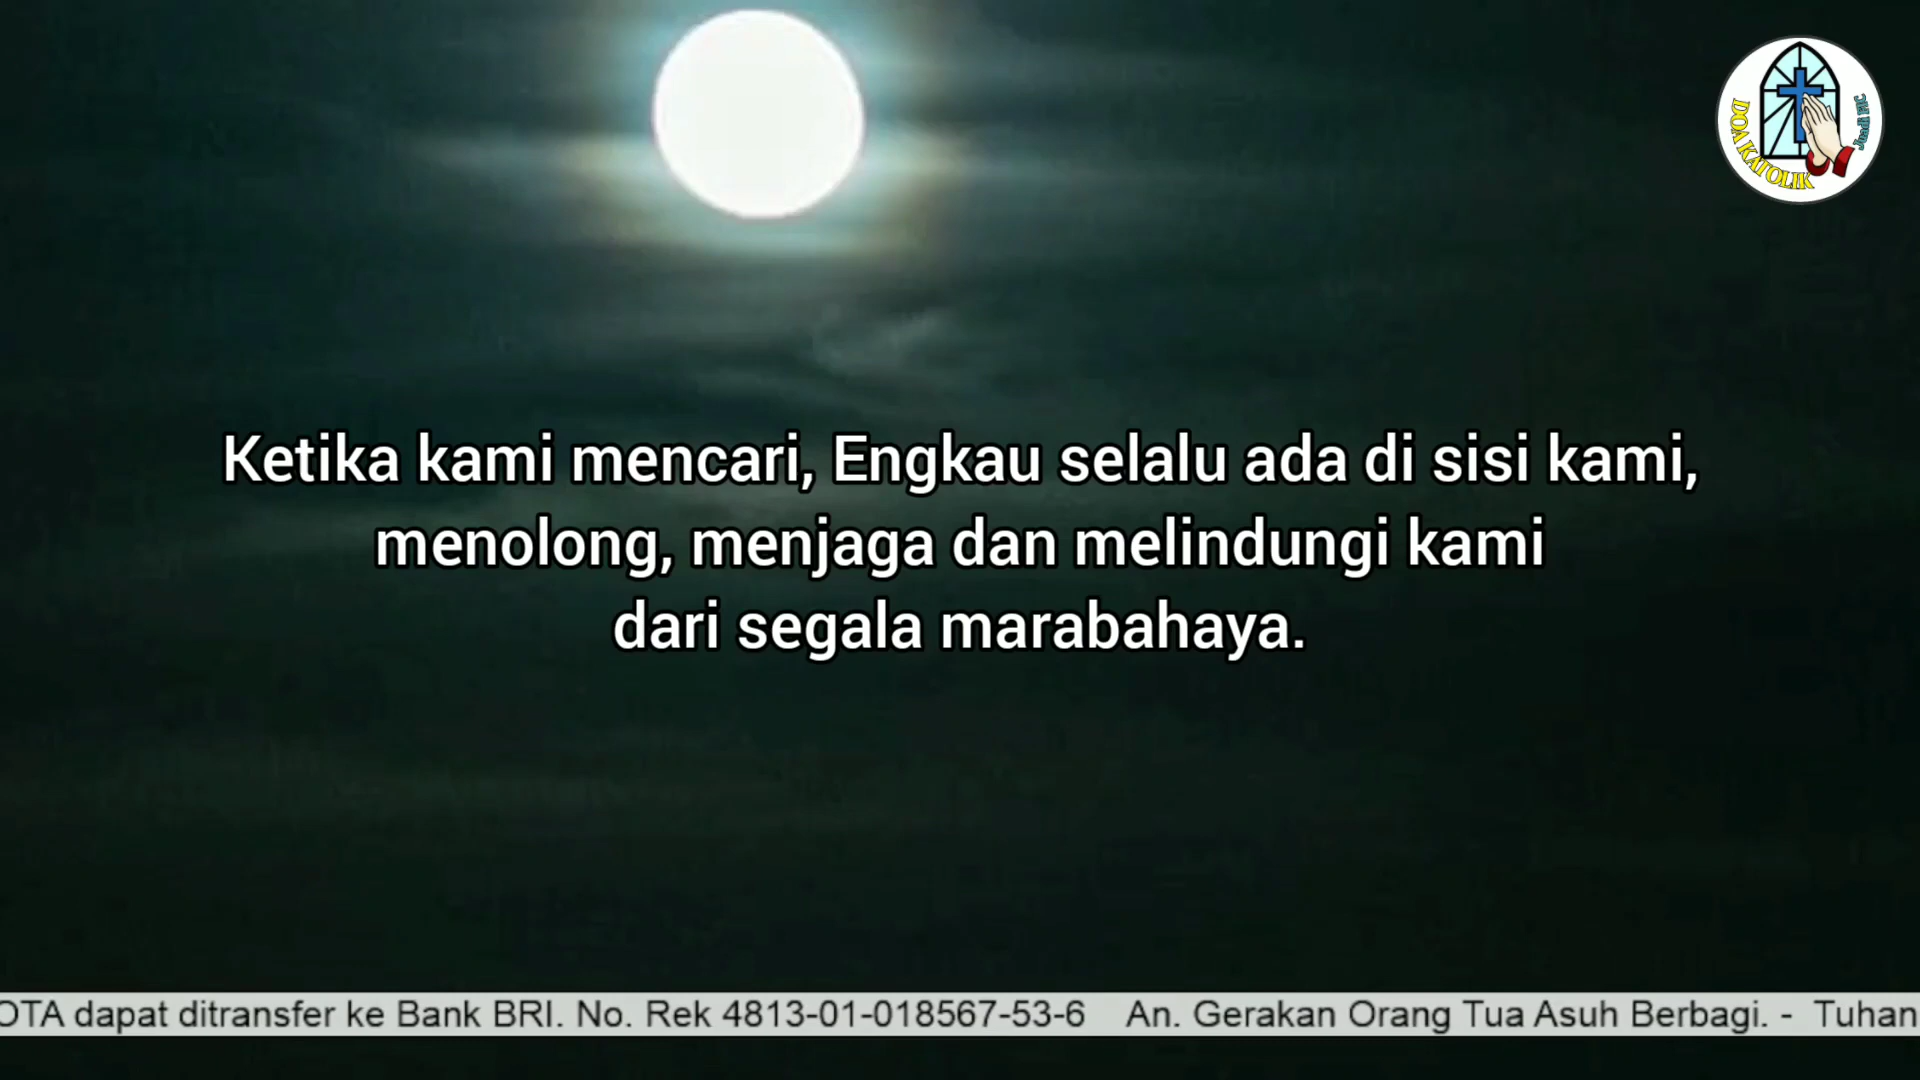 DOA KATOLIK
Ketika kami mencari, Engkau selalu ada di sisi kami,
menolong, menjaga dan melindungi kami
dari segala marabahaya.
OTA dapat ditransfer ke Bank BRI. No. Rek 4813-01-018567-53-6 An. Gerakan Orang Tua Asuh Berbagi. - Tuhan